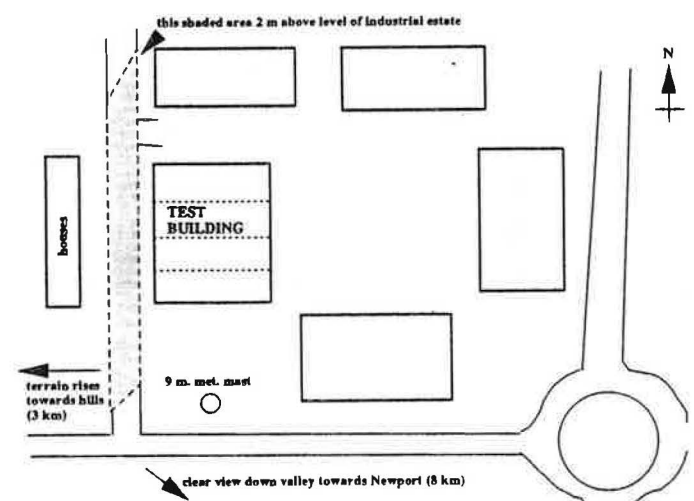 this shaded area 2 m above level of industrial estate
N
TEST
BUILDING
houses
9 m. met. mast
terrain rises
towards hills
(3 km)
clear view down valley towards Newport (8 km)